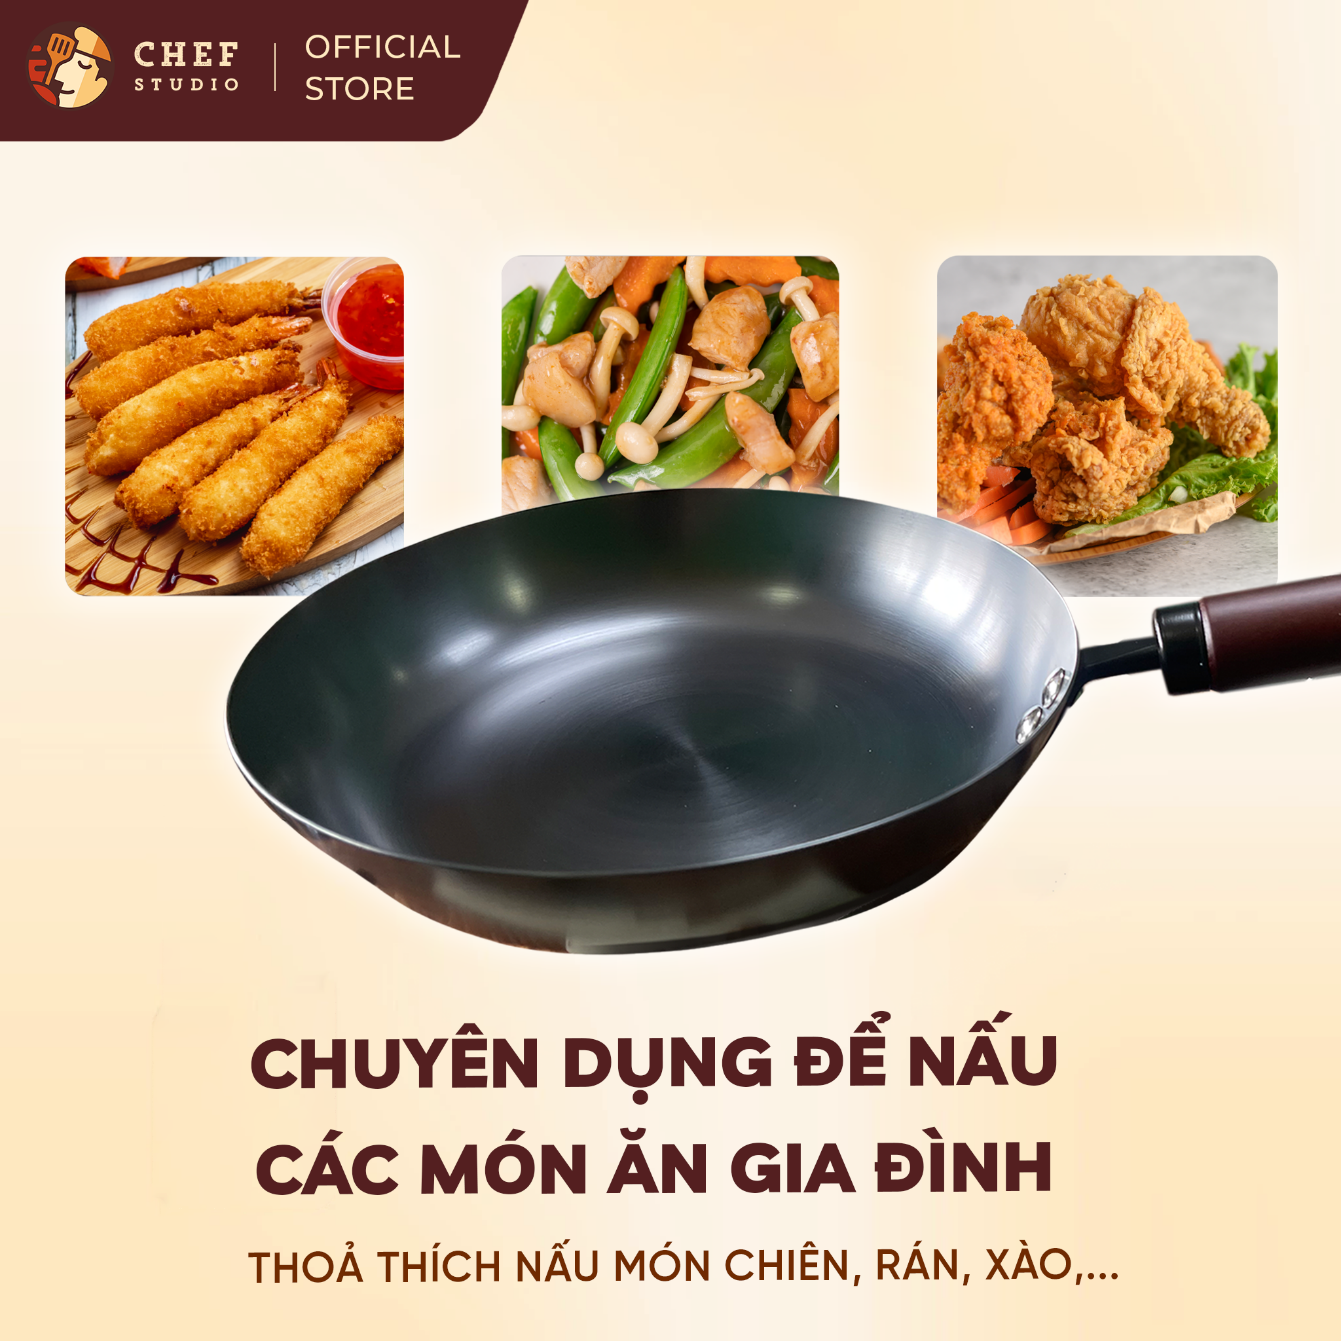 CHEF
STUDIO
OFFICIAL
STORE
CHUYÊN DỤNG ĐỂ NẤU
CÁC MÓN ĂN GIA ĐÌNH
THOẢ THÍCH NẤU MÓN CHIÊN, RÁN, XÀO,...